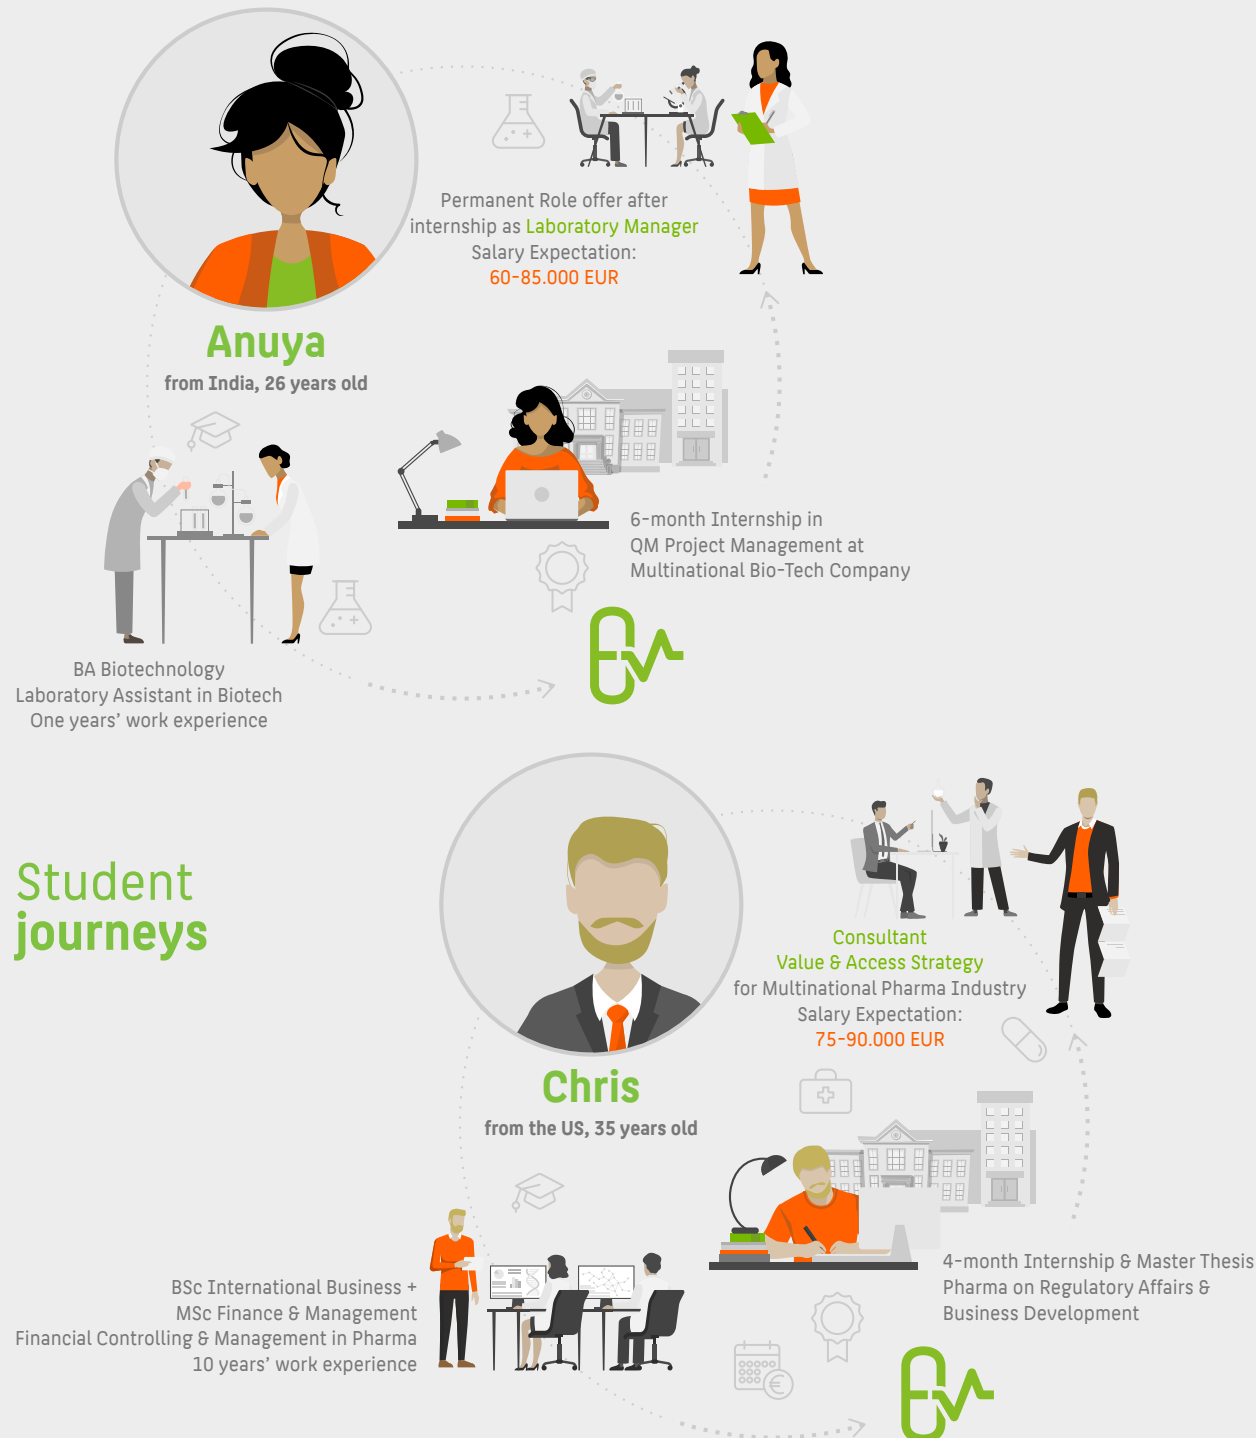 Permanent Role offer after
internship as Laboratory Manager
Salary Expectation:
60-85.000 EUR
Anuya
from India, 26 years old
6-month Internship in
QM Project Management at
Multinational Bio-Tech Company
BA Biotechnology
Laboratory Assistant in Biotech
One years’ work experience
Student
journeys
Consultant
Value & Access Strategy
for Multinational Pharma Industry
Salary Expectation:
75-90.000 EUR
Chris
from the US, 35 years old
4-month Internship & Master Thesis
Pharma on Regulatory Affairs &
Business Development
BSc International Business +
MSc Finance & Management
Financial Controlling & Management in Pharma
10 years’ work experience